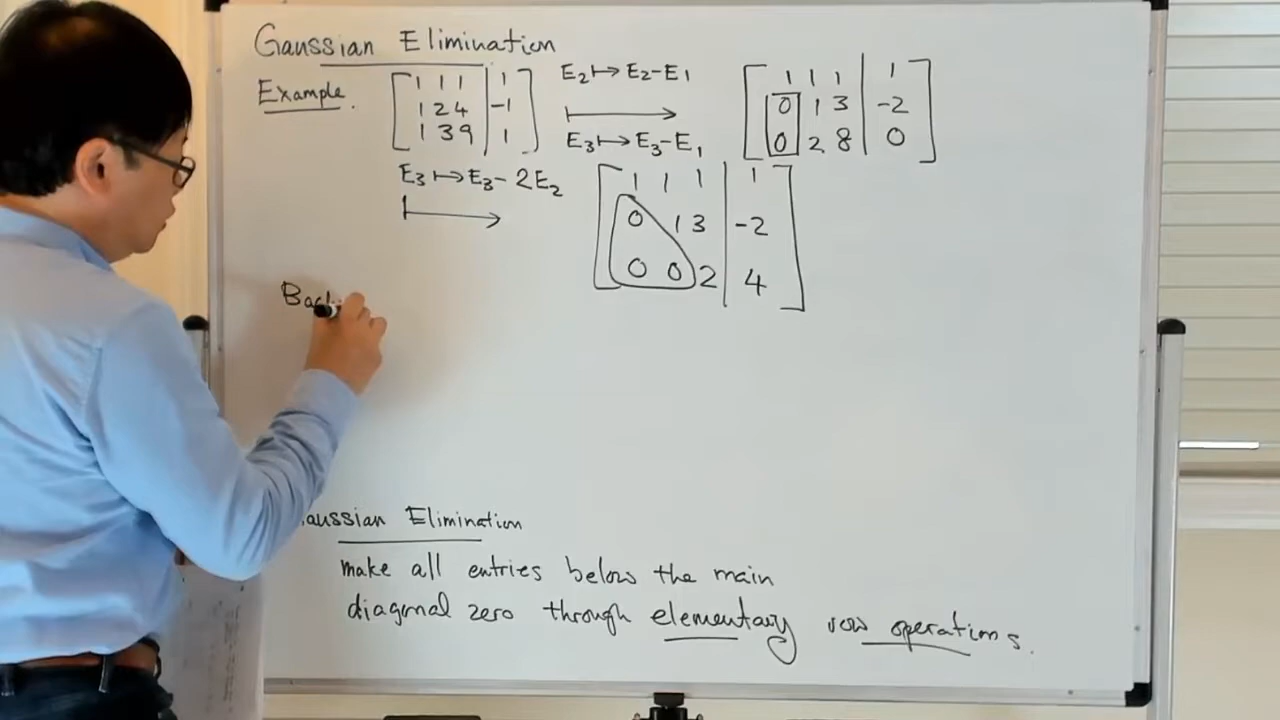 Gaussian Elimination
Example. [ 1 1 1 | 1 ] E₂ ↦ E₂-E₁ [ 1 1 1 | 1 ]
[ 1 2 4 | -1 ] ⟼ [ 0 1 3 | -2 ]
[ 1 3 9 | 1 ] E₃ ↦ E₃-E₁ [ 0 2 8 | 0 ]
E₃ ↦ E₃-2E₂ [ 1 1 1 | 1 ]
⟼ [ 0 1 3 | -2 ]
[ 0 0 2 | 4 ]
Bac
aussian Elimination
make all entries below the main
diagonal zero through elementary row operations.